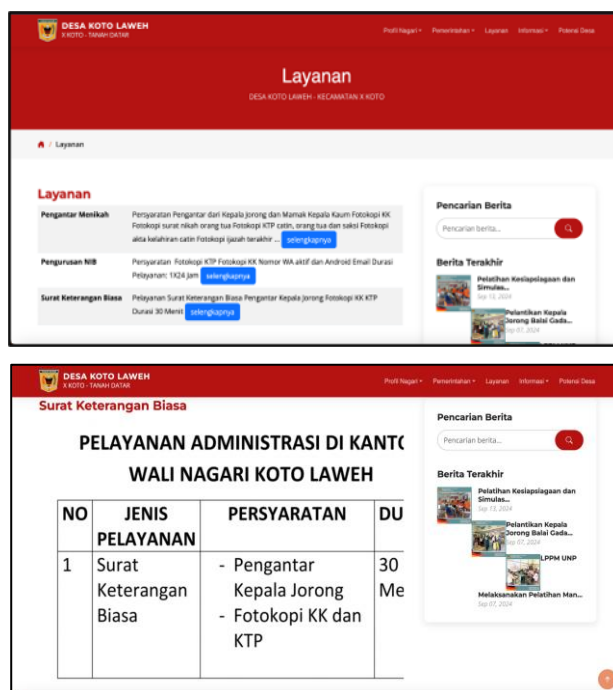 DESA KOTO LAWEH
X KOTO - TANAH DATAR
Profil Nagari Pemerintahan Layanan Informasi Potensi Desa
Layanan
DESA KOTO LAWEH - KECAMATAN X KOTO
/ Layanan
Layanan
Pengantar Menikah
Persyaratan Pengantar dari Kepala Jorong dan Mamak Kepala Kaum Fotokopi KK
Fotokopi surat nikah orang tua Fotokopi KTP catin, orang tua dan saksi Fotokopi
akta kelahiran catin Fotokopi ijazah terakhir ... selengkapnya
Pengurusan NIB
Persyaratan Fotokopi KTP Fotokopi KK Nomor WA aktif dan Android Email Durasi
Pelayanan: 1X24 Jam selengkapnya
Surat Keterangan Biasa
Pelayanan Surat Keterangan Biasa Pengantar Kepala Jorong Fotokopi KK KTP
Durasi 30 Menit selengkapnya
Pencarian Berita
Pencarian berita...
Berita Terakhir
Pelatihan Kesiapsiagaan dan
Simulas...
Sep 13, 2024
Pelantikan Kepala
Jorong Balai Gada...
Sep 07, 2024
DESA KOTO LAWEH
X KOTO - TANAH DATAR
Profil Nagari Pemerintahan Layanan Informasi Potensi Desa
Surat Keterangan Biasa
PELAYANAN ADMINISTRASI DI KANTO
WALI NAGARI KOTO LAWEH
NO JENIS PELAYANAN PERSYARATAN DU
1 Surat Keterangan Biasa
- Pengantar Kepala Jorong
- Fotokopi KK dan KTP
30 Me
Pencarian Berita
Pencarian berita...
Berita Terakhir
Pelatihan Kesiapsiagaan dan
Simulas...
Sep 13, 2024
Pelantikan Kepala
Jorong Balai Gada...
Sep 07, 2024
LPPM UNP
Melaksanakan Pelatihan Man...
Sep 07, 2024